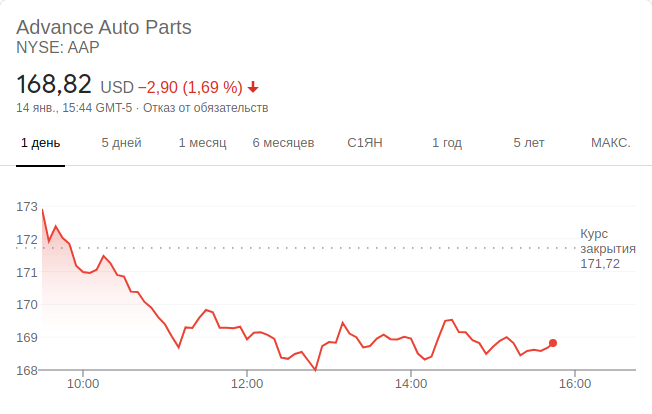 Advance Auto Parts
NYSE: AAP
168,82 USD −2,90 (1,69 %)
14 янв., 15:44 GMT-5 · Отказ от обязательств
1 день 5 дней 1 месяц 6 месяцев С1ЯН 1 год 5 лет МАКС.
173
172
171
170
169
168
Курс
закрытия
171,72
10:00 12:00 14:00 16:00